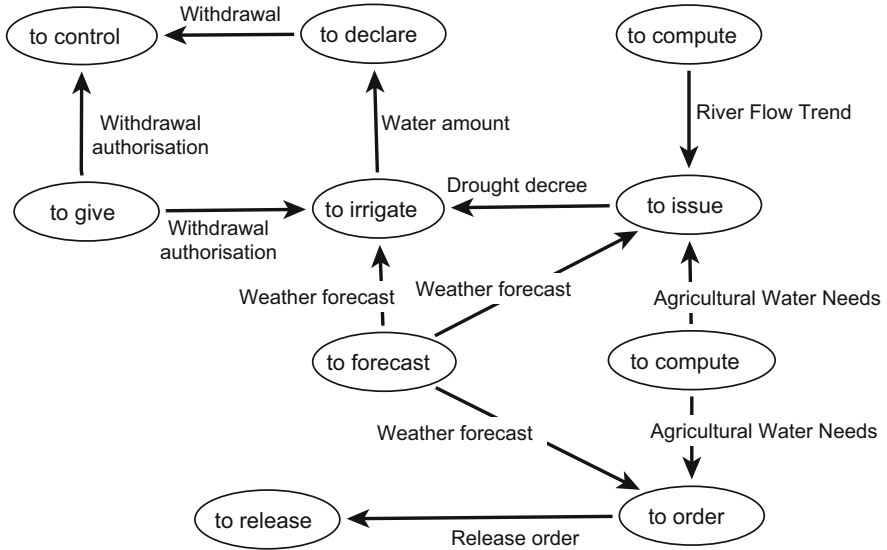 Withdrawal
to control
to declare
to compute
Withdrawal
authorisation
Water amount
River Flow Trend
Drought decree
to give
to irrigate
to issue
Withdrawal
authorisation
Weather forecast
Weather forecast
Agricultural Water Needs
to forecast
to compute
Weather forecast
Agricultural Water Needs
to release
to order
Release order